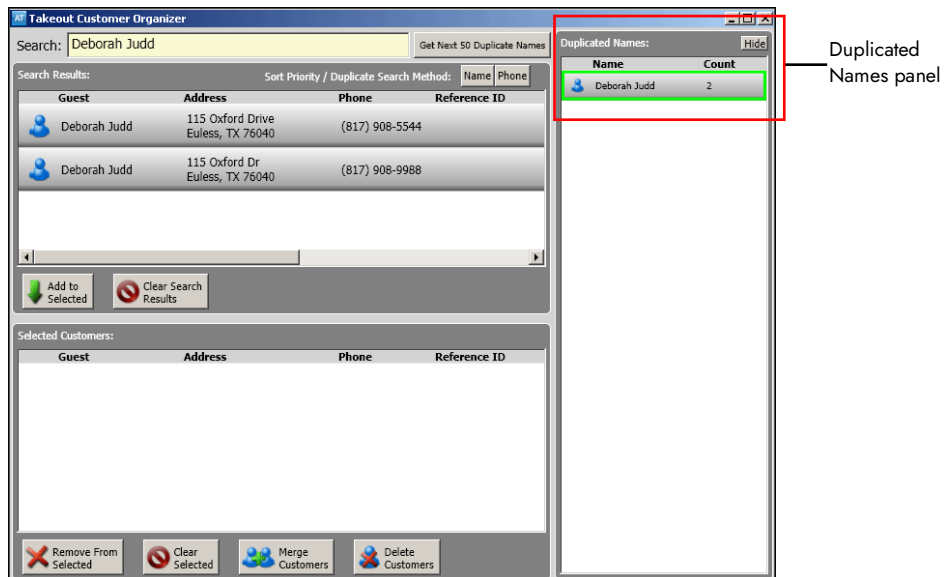 AT Takeout Customer Organizer
Search: Deborah Judd
Get Next 50 Duplicate Names
Search Results:
Sort Priority / Duplicate Search Method: Name Phone
Guest Address Phone Reference ID
Deborah Judd
115 Oxford Drive
Euless, TX 76040
(817) 908-5544
Deborah Judd
115 Oxford Dr
Euless, TX 76040
(817) 908-9988
Add to
Selected
Clear Search
Results
Selected Customers:
Guest Address Phone Reference ID
Remove From
Selected
Clear
Selected
Merge
Customers
Delete
Customers
Duplicated Names:
Hide
Name Count
Deborah Judd 2
Duplicated
Names panel